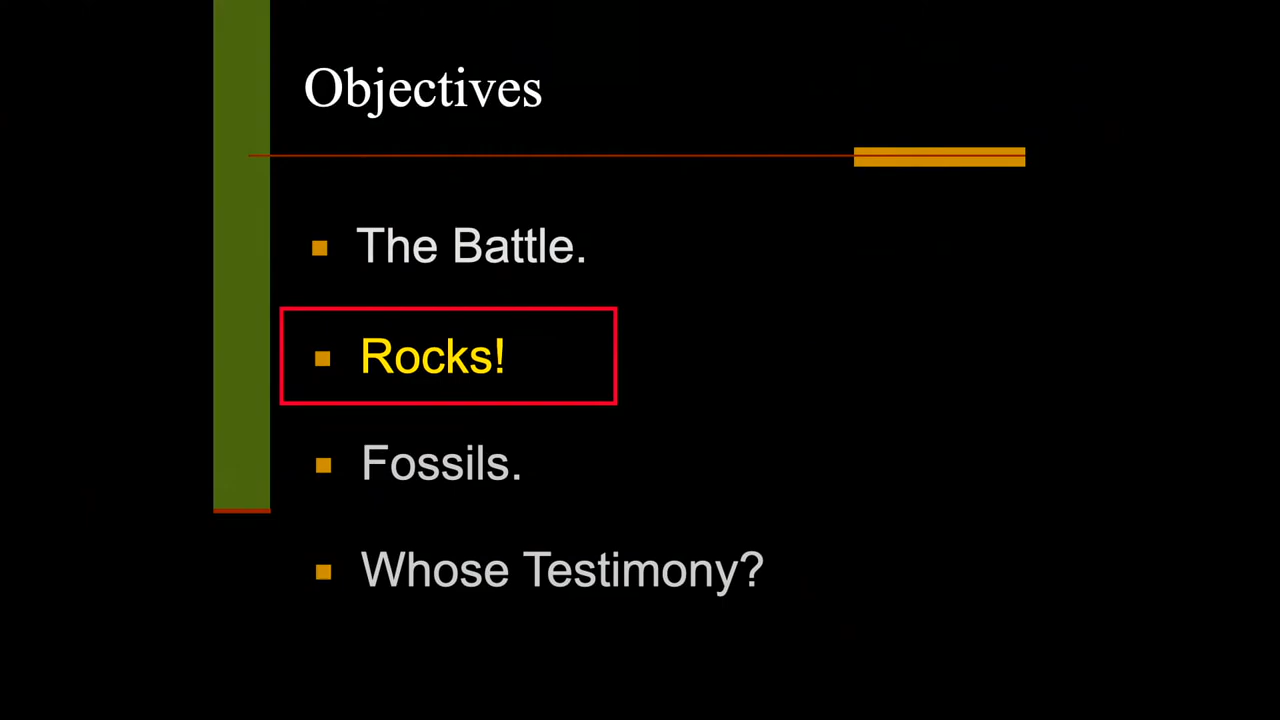 Objectives
The Battle.
Rocks!
Fossils.
Whose Testimony?